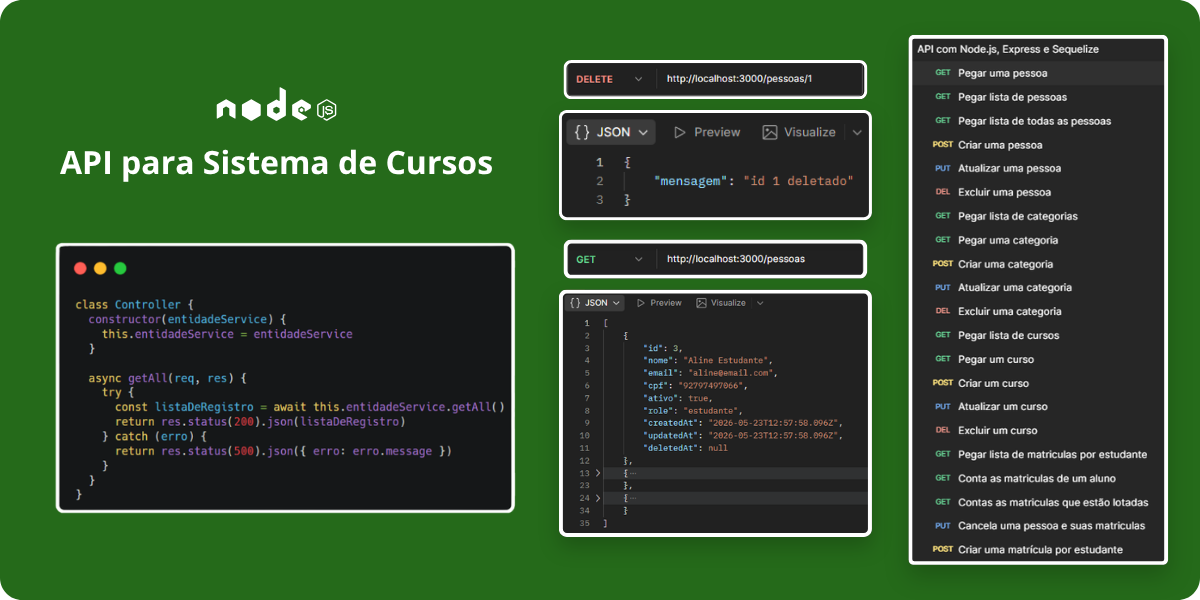 node
JS
API para Sistema de Cursos
class Controller {
constructor(entidadeService) {
this.entidadeService = entidadeService
}
async getAll(req, res) {
try {
const listaDeRegistro = await this.entidadeService.getAll()
return res.status(200).json(listaDeRegistro)
} catch (erro) {
return res.status(500).json({ erro: erro.message })
}
}
}
DELETE http://localhost:3000/pessoas/1
{} JSON Preview Visualize
1 {
2 "mensagem": "id 1 deletado"
3 }
GET http://localhost:3000/pessoas
{} JSON Preview Visualize
1 [
2 {
3 "id": 3,
4 "nome": "Aline Estudante",
5 "email": "aline@email.com",
6 "cpf": "92797497066",
7 "ativo": true,
8 "role": "estudante",
9 "createdAt": "2026-05-23T12:57:58.096Z",
10 "updatedAt": "2026-05-23T12:57:58.096Z",
11 "deletedAt": null
12 },
13 { ...
23 },
24 { ...
34 }
35 ]
API com Node.js, Express e Sequelize
GET Pegar uma pessoa
GET Pegar lista de pessoas
GET Pegar lista de todas as pessoas
POST Criar uma pessoa
PUT Atualizar uma pessoa
DEL Excluir uma pessoa
GET Pegar lista de categorias
GET Pegar uma categoria
POST Criar uma categoria
PUT Atualizar uma categoria
DEL Excluir uma categoria
GET Pegar lista de cursos
GET Pegar um curso
POST Criar um curso
PUT Atualizar um curso
DEL Excluir um curso
GET Pegar lista de matriculas por estudante
GET Conta as matriculas de um aluno
GET Contas as matriculas que estão lotadas
PUT Cancela uma pessoa e suas matriculas
POST Criar uma matrícula por estudante